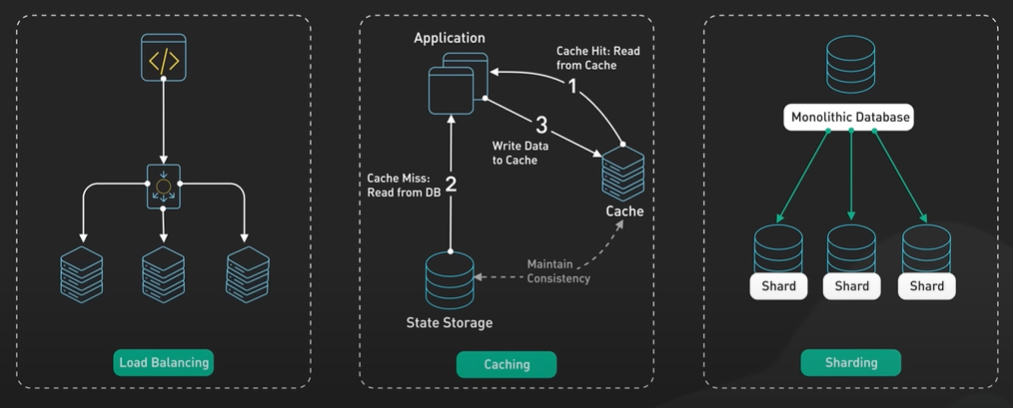 </>
Load Balancing
Application
Cache Hit: Read
from Cache
1
3
Write Data
to Cache
Cache Miss:
Read from DB
2
Cache
Maintain
Consistency
State Storage
Caching
Monolithic Database
Shard
Shard
Shard
Sharding